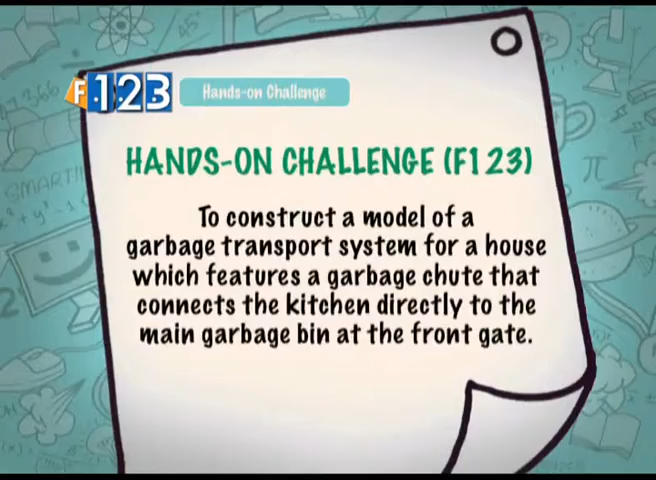 F.123
Hands-on Challenge
HANDS-ON CHALLENGE (F123)
To construct a model of a
garbage transport system for a house
which features a garbage chute that
connects the kitchen directly to the
main garbage bin at the front gate.